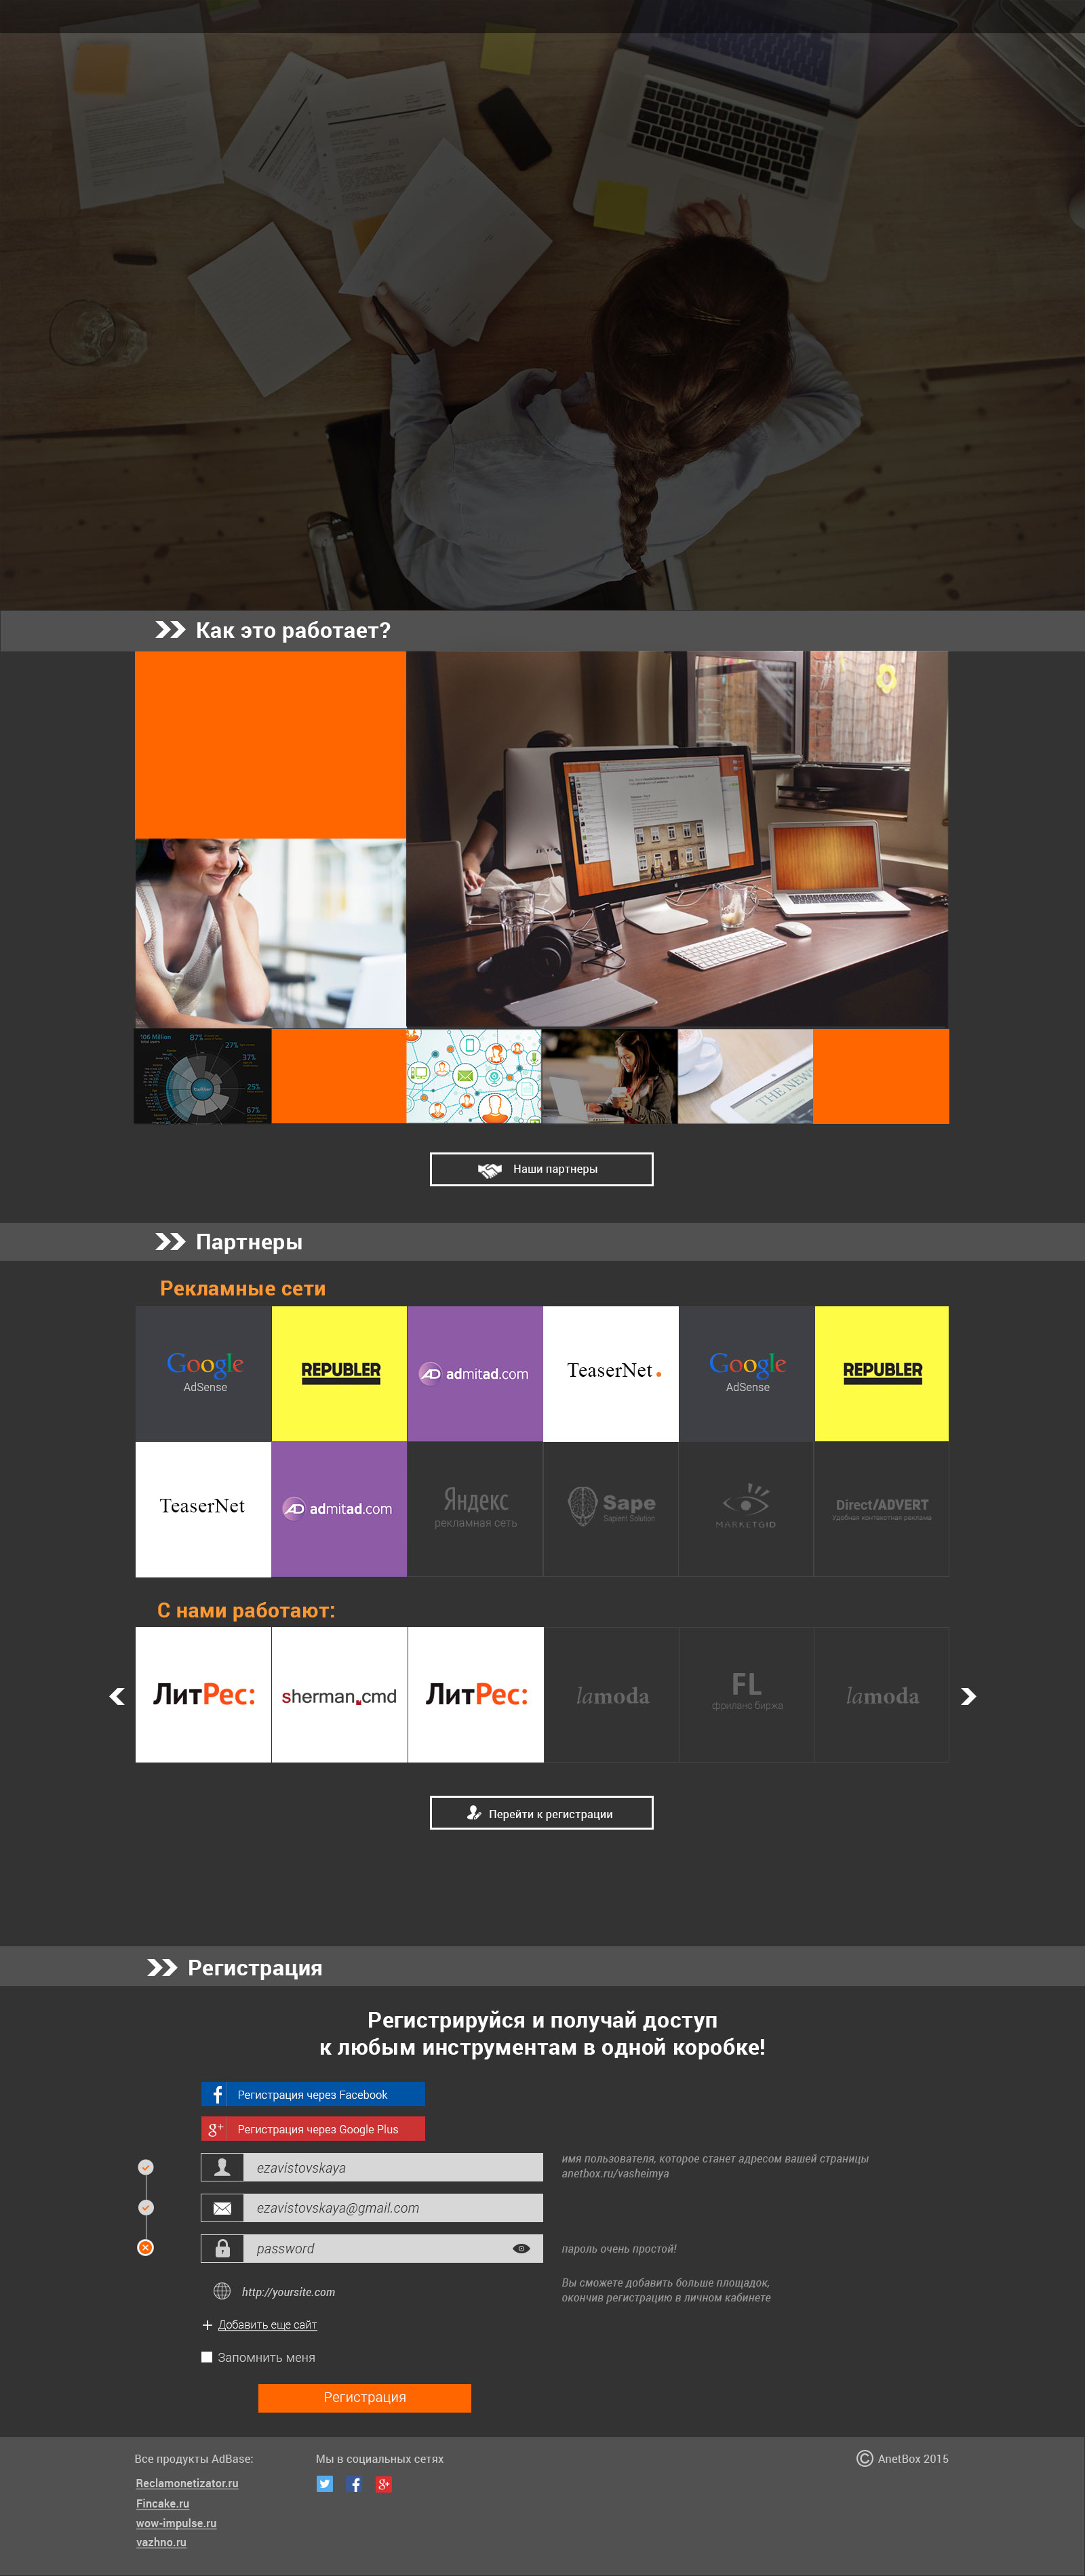 Как это работает?
106 Million
total users
87%
27%
37%
25%
67%
twitter
THE NEW
Наши партнеры
Партнеры
Рекламные сети
Google
AdSense
REPUBLER
admitad.com
TeaserNet.
Google
AdSense
REPUBLER
TeaserNet
admitad.com
Яндекс
рекламная сеть
Sape
Sapient Solution
MARKETGID
Direct/ADVERT
Удобная контекстная реклама
С нами работают:
ЛитРес:
sherman.cmd
ЛитРес:
lamoda
FL
фриланс биржа
lamoda
Перейти к регистрации
Регистрация
Регистрируйся и получай доступ
к любым инструментам в одной коробке!
Регистрация через Facebook
Регистрация через Google Plus
ezavistovskaya
имя пользователя, которое станет адресом вашей страницы
anetbox.ru/vasheimya
ezavistovskaya@gmail.com
password
пароль очень простой!
http://yoursite.com
Вы сможете добавить больше площадок,
окончив регистрацию в личном кабинете
Добавить еще сайт
Запомнить меня
Регистрация
Все продукты AdBase:
Reclamonetizator.ru
Fincake.ru
wow-impulse.ru
vazhno.ru
Мы в социальных сетях
© AnetBox 2015